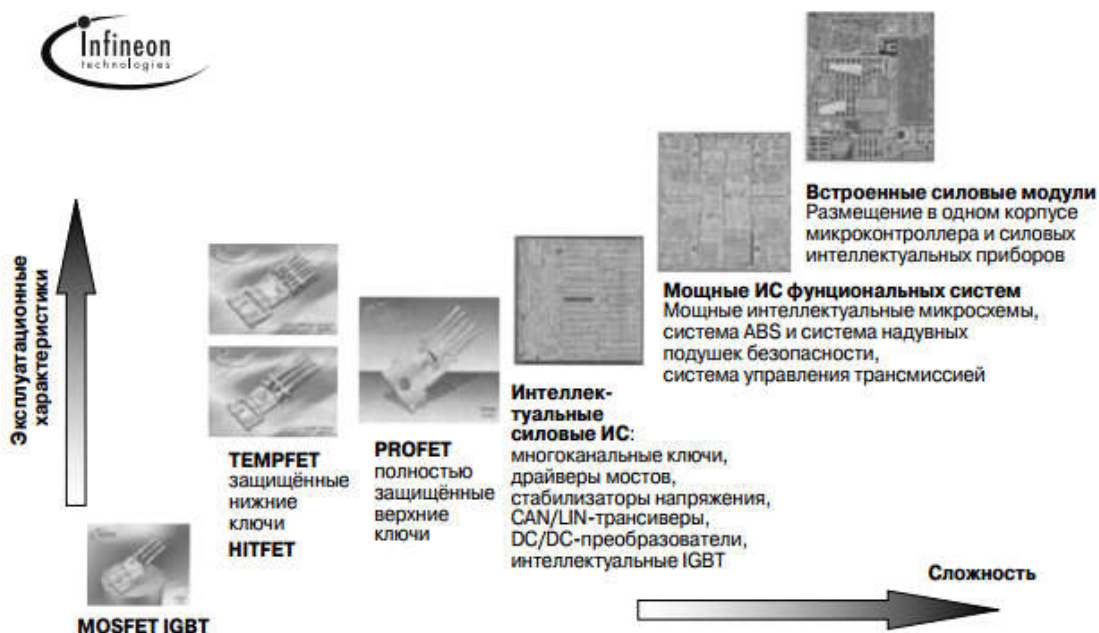 Infineon
technologies
Встроенные силовые модули
Размещение в одном корпусе
микроконтроллера и силовых
интеллектуальных приборов
Мощные ИС фунциональных систем
Мощные интеллектуальные микросхемы,
система ABS и система надувных
подушек безопасности,
система управления трансмиссией
Эксплуатационные
характеристики
Интеллек-
туальные
силовые ИС:
многоканальные ключи,
драйверы мостов,
стабилизаторы напряжения,
CAN/LIN-трансиверы,
DC/DC-преобразователи,
интеллектуальные IGBT
PROFET
полностью
защищённые
верхние
ключи
TEMPFET
защищённые
нижние
ключи
HITFET
MOSFET IGBT
Сложность